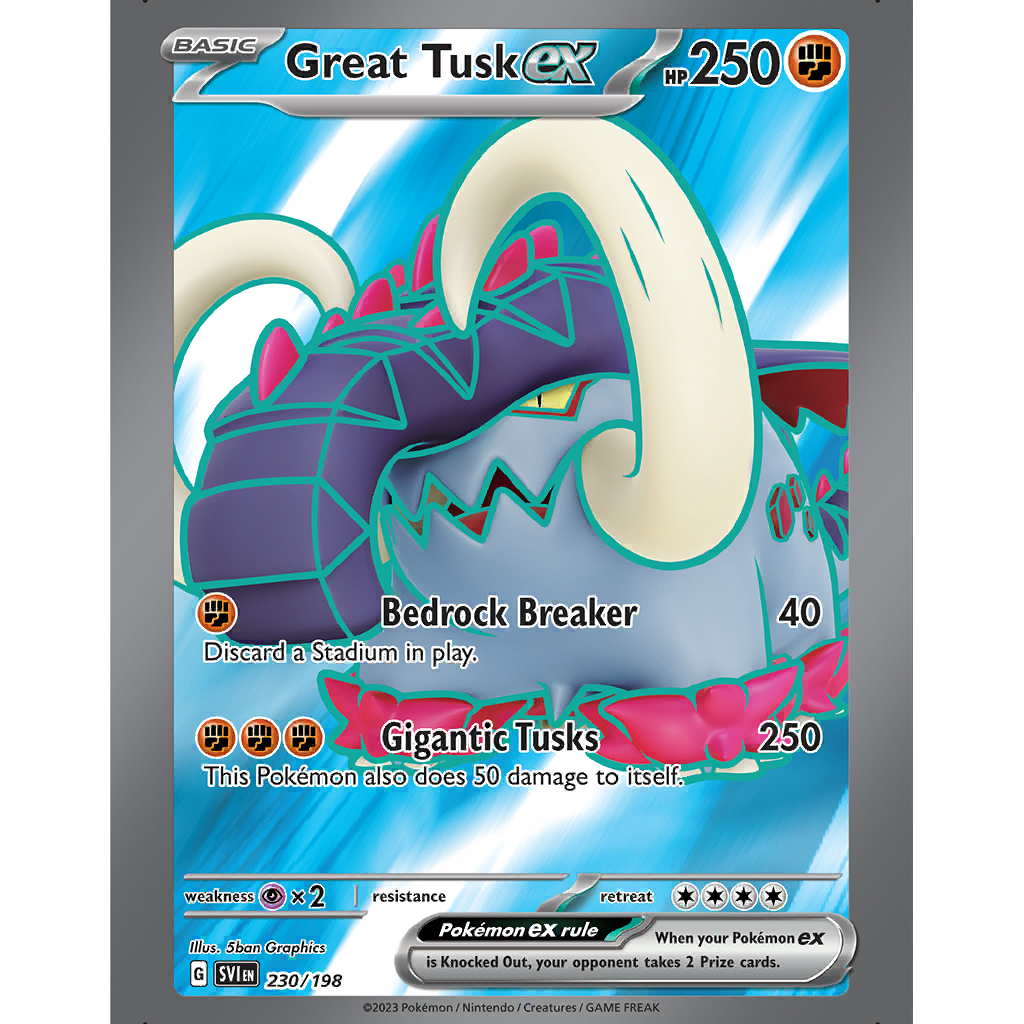 BASIC
Great Tusk ex
HP 250
Bedrock Breaker 40
Discard a Stadium in play.
Gigantic Tusks 250
This Pokémon also does 50 damage to itself.
weakness ×2 resistance retreat
Pokémon ex rule When your Pokémon ex
is Knocked Out, your opponent takes 2 Prize cards.
Illus. 5ban Graphics
G SVI EN 230/198
©2023 Pokémon / Nintendo / Creatures / GAME FREAK